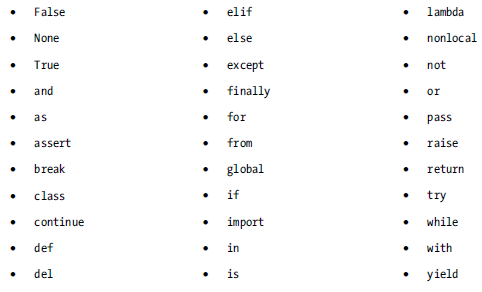 • False
• None
• True
• and
• as
• assert
• break
• class
• continue
• def
• del
• elif
• else
• except
• finally
• for
• from
• global
• if
• import
• in
• is
• lambda
• nonlocal
• not
• or
• pass
• raise
• return
• try
• while
• with
• yield